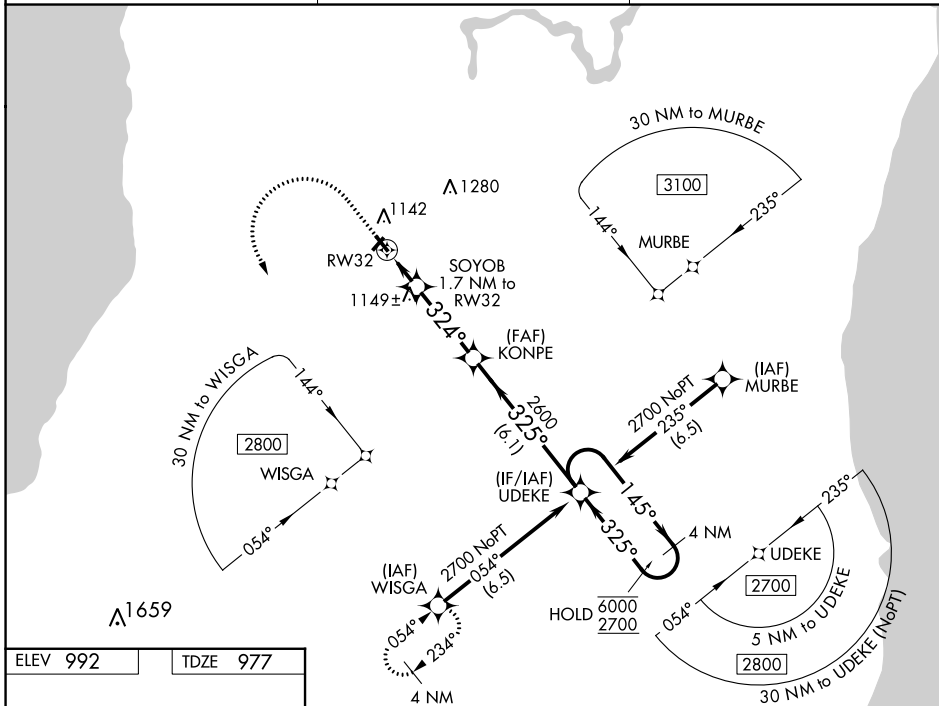 30 NM to MURBE
3100
144°
235°
MURBE
1280
1142
RW32
SOYOB
1.7 NM to
RW32
1149±
324°
(FAF)
KONPE
(IAF)
MURBE
2700 NoPT
235°
(6.5)
2600
325°
(6.1)
30 NM to WISGA
144°
2800
WISGA
054°
(IF/IAF)
UDEKE
145°
325°
4 NM
HOLD
6000
2700
(IAF)
WISGA
2700 NoPT
054°
(6.5)
054°
234°
4 NM
235°
UDEKE
2700
054°
5 NM to UDEKE
2800
30 NM to UDEKE (NoPT)
1659
ELEV 992
TDZE 977